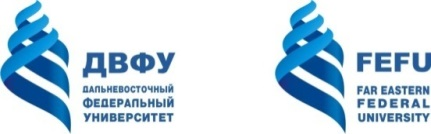 ДВФУ
ДАЛЬНЕВОСТОЧНЫЙ
ФЕДЕРАЛЬНЫЙ
УНИВЕРСИТЕТ
FEFU
FAR EASTERN
FEDERAL
UNIVERSITY